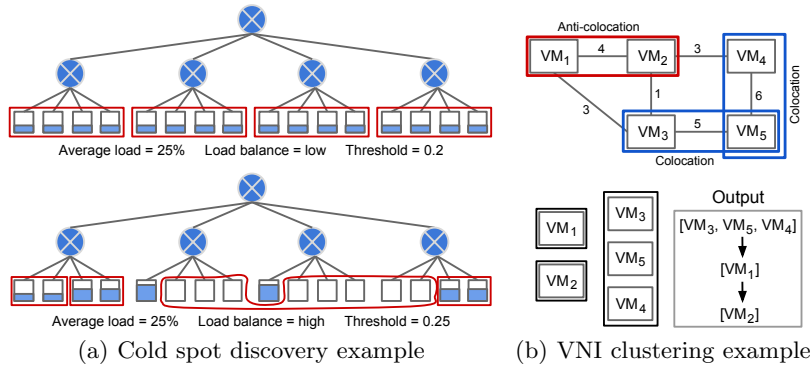 Average load = 25% Load balance = low Threshold = 0.2
Average load = 25% Load balance = high Threshold = 0.25
(a) Cold spot discovery example
Anti-colocation
VM1 4 VM2 3 VM4
3 1 6
VM3 5 VM5
Colocation
Colocation
VM1
VM2
VM3
VM5
VM4
Output
[VM3, VM5, VM4]
[VM1]
[VM2]
(b) VNI clustering example